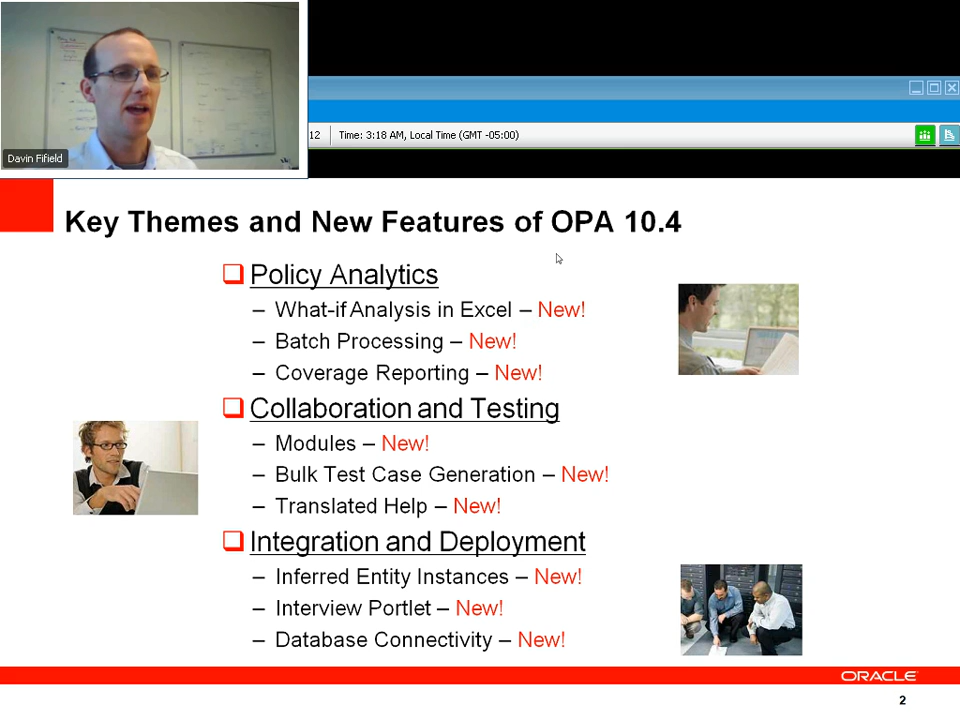 Davin Fifield
12
Time: 3:18 AM, Local Time (GMT -05:00)
Key Themes and New Features of OPA 10.4
Policy Analytics
– What-if Analysis in Excel – New!
– Batch Processing – New!
– Coverage Reporting – New!
Collaboration and Testing
– Modules – New!
– Bulk Test Case Generation – New!
– Translated Help – New!
Integration and Deployment
– Inferred Entity Instances – New!
– Interview Portlet – New!
– Database Connectivity – New!
ORACLE
2